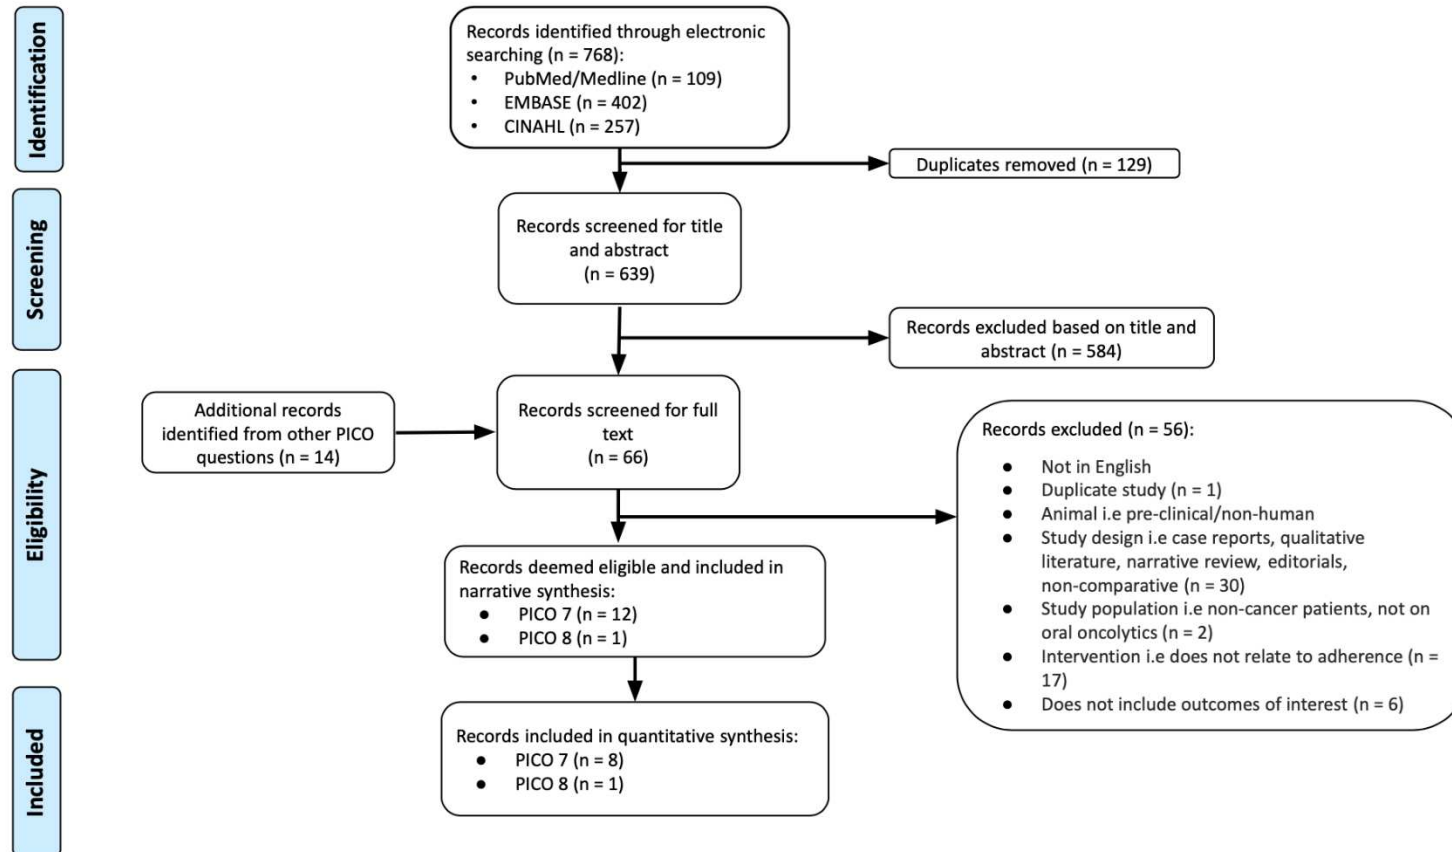 Identification
Records identified through electronic
searching (n = 768):
• PubMed/Medline (n = 109)
• EMBASE (n = 402)
• CINAHL (n = 257)
Duplicates removed (n = 129)
Screening
Records screened for title
and abstract
(n = 639)
Records excluded based on title and
abstract (n = 584)
Eligibility
Additional records
identified from other PICO
questions (n = 14)
Records screened for full
text
(n = 66)
Records excluded (n = 56):
● Not in English
● Duplicate study (n = 1)
● Animal i.e pre-clinical/non-human
● Study design i.e case reports, qualitative
literature, narrative review, editorials,
non-comparative (n = 30)
● Study population i.e non-cancer patients, not on
oral oncolytics (n = 2)
● Intervention i.e does not relate to adherence (n =
17)
● Does not include outcomes of interest (n = 6)
Records deemed eligible and included in
narrative synthesis:
● PICO 7 (n = 12)
● PICO 8 (n = 1)
Included
Records included in quantitative synthesis:
● PICO 7 (n = 8)
● PICO 8 (n = 1)